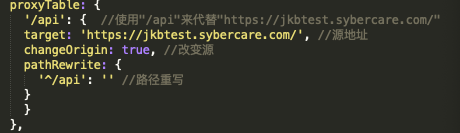 proxyTable: {
'/api': { //使用"/api"来代替"https://jkbtest.sybercare.com/"
target: 'https://jkbtest.sybercare.com/', //源地址
changeOrigin: true, //改变源
pathRewrite: {
'^/api': '' //路径重写
}
}
},